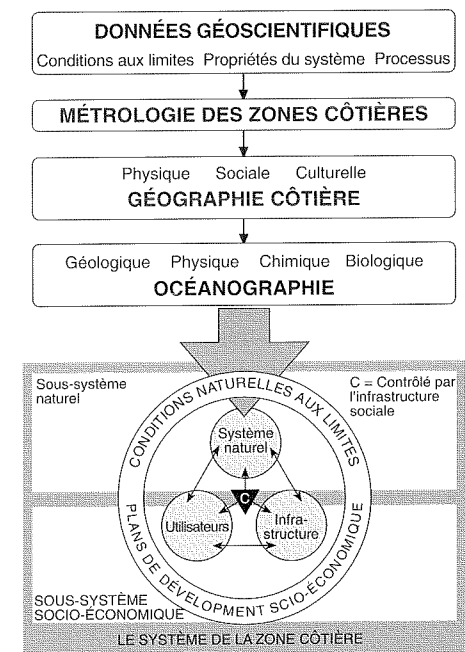 DONNÉES GÉOSCIENTIFIQUES
Conditions aux limites Propriétés du système Processus
MÉTROLOGIE DES ZONES CÔTIÈRES
Physique Sociale Culturelle
GÉOGRAPHIE CÔTIÈRE
Géologique Physique Chimique Biologique
OCÉANOGRAPHIE
Sous-système
naturel
C = Contrôlé par
l'infrastructure
sociale
CONDITIONS NATURELLES AUX LIMITES
Système
naturel
C
Utilisateurs
Infra-
structure
PLANS DE DÉVELOPPEMENT SCIO-ÉCONOMIQUE
SOUS-SYSTÈME
SOCIO-ÉCONOMIQUE
LE SYSTÈME DE LA ZONE CÔTIÈRE